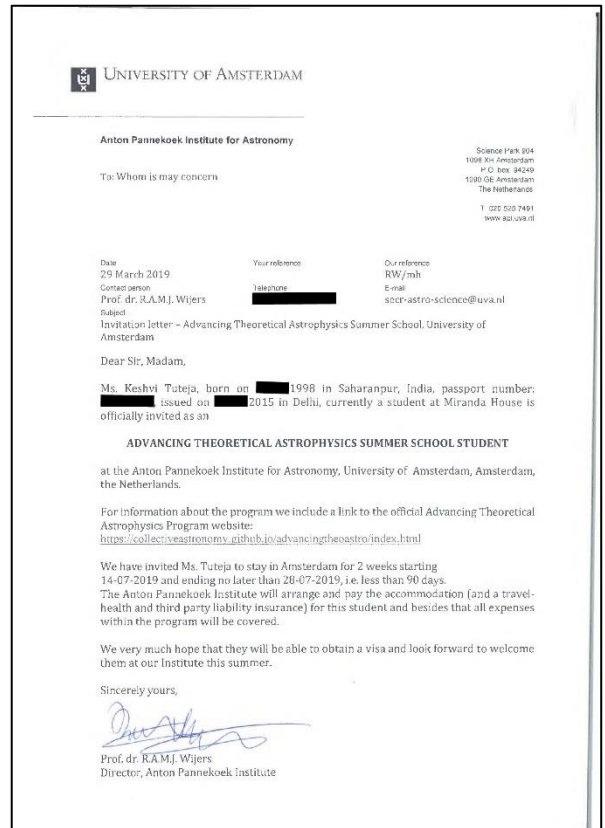 UNIVERSITY OF AMSTERDAM
Anton Pannekoek Institute for Astronomy
Science Park 904
1098 XH Amsterdam
P.O. box 94249
1090 GE Amsterdam
The Netherlands
To: Whom is may concern
T 020 525 7491
www.api.uva.nl
Date
Your reference
Our reference
29 March 2019
RW/mh
Contact person
Telephone
E-mail
Prof. dr. R.A.M.J. Wijers
secr-astro-science@uva.nl
Subject
Invitation letter – Advancing Theoretical Astrophysics Summer School, University of
Amsterdam
Dear Sir, Madam,
Ms. Keshvi Tuteja, born on 1998 in Saharanpur, India, passport number:
, issued on 2015 in Delhi, currently a student at Miranda House is
officially invited as an
ADVANCING THEORETICAL ASTROPHYSICS SUMMER SCHOOL STUDENT
at the Anton Pannekoek Institute for Astronomy, University of Amsterdam, Amsterdam,
the Netherlands.
For information about the program we include a link to the official Advancing Theoretical
Astrophysics Program website:
https://collectiveastronomy.github.io/advancingtheoastro/index.html
We have invited Ms. Tuteja to stay in Amsterdam for 2 weeks starting
14-07-2019 and ending no later than 28-07-2019, i.e. less than 90 days.
The Anton Pannekoek Institute will arrange and pay the accommodation (and a travel-
health and third party liability insurance) for this student and besides that all expenses
within the program will be covered.
We very much hope that they will be able to obtain a visa and look forward to welcome
them at our Institute this summer.
Sincerely yours,
Prof. dr. R.A.M.J. Wijers
Director, Anton Pannekoek Institute